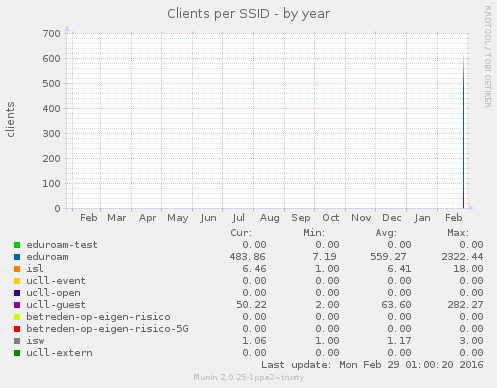 Clients per SSID - by year
RRDTOOL / TOBI OETIKER
clients
700
600
500
400
300
200
100
0
Feb Mar Apr May Jun Jul Aug Sep Oct Nov Dec Jan Feb
Cur: Min: Avg: Max:
eduroam-test 0.00 0.00 0.00 0.00
eduroam 483.86 7.19 559.27 2322.44
isl 6.46 1.00 6.41 18.00
ucll-event 0.00 0.00 0.00 0.00
ucll-open 0.00 0.00 0.00 0.00
ucll-guest 50.22 2.00 63.60 282.27
betreden-op-eigen-risico 0.00 0.00 0.00 0.00
betreden-op-eigen-risico-5G 0.00 0.00 0.00 0.00
isw 1.06 1.00 1.17 3.00
ucll-extern 0.00 0.00 0.00 0.00
Last update: Mon Feb 29 01:00:20 2016
Munin 2.0.25-1ppa2~trusty